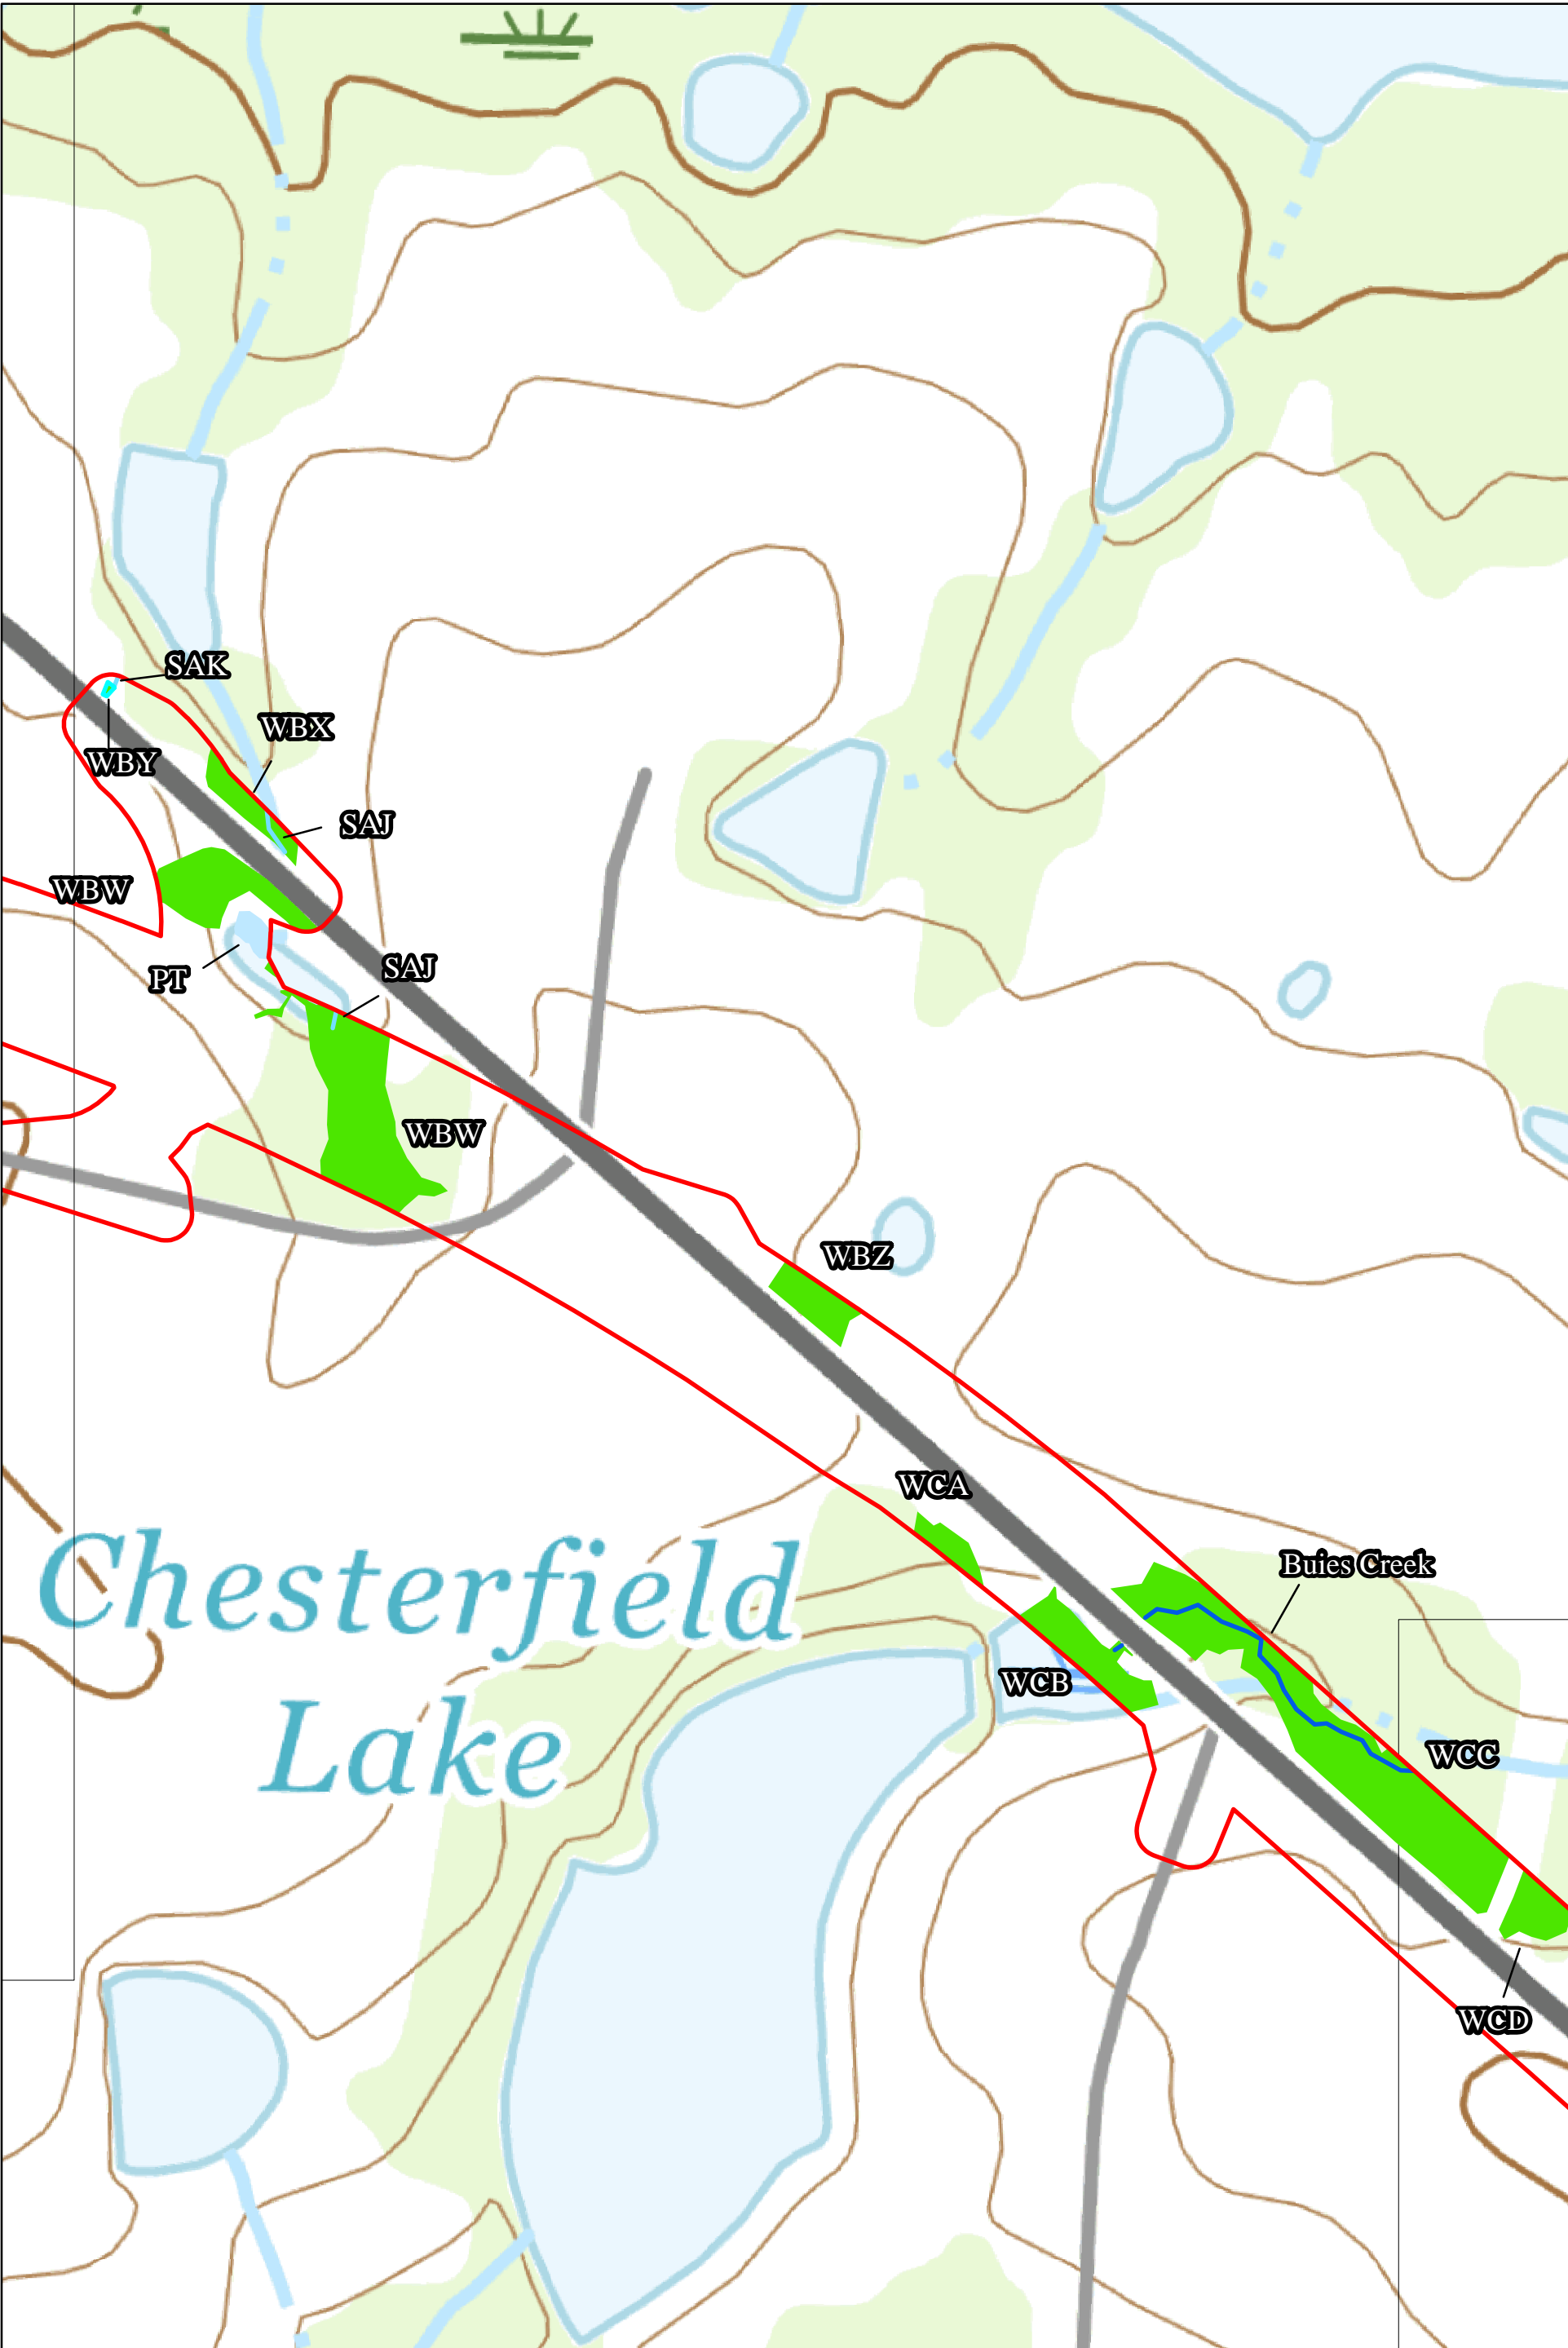 SAK
WBX
WBY
SAJ
WBW
PT
SAJ
WBW
WBZ
WCA
Chesterfield
Lake
Buies Creek
WCB
WCC
WCD